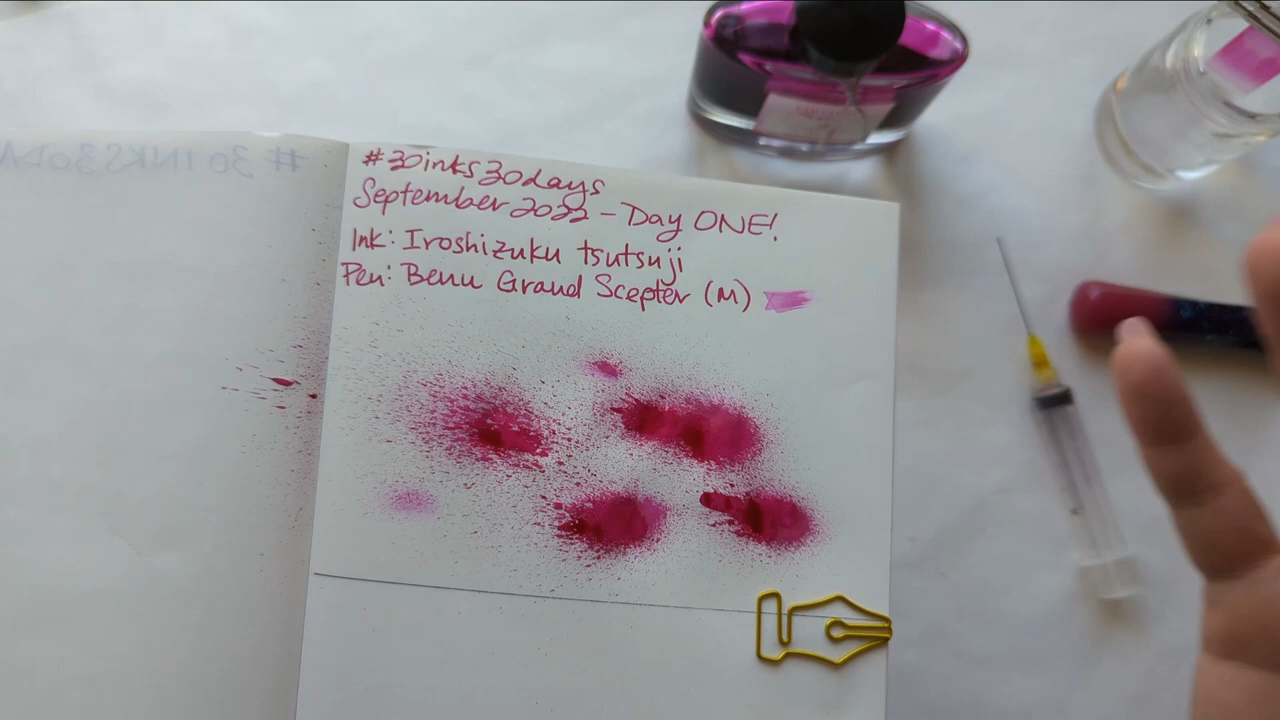 #30inks30days
September 2022 - Day ONE!
Ink: Iroshizuku tsutsuji
Pen: Benu Grand Scepter (M)